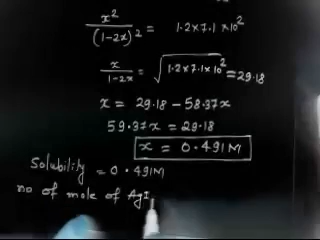 x² / (1-2x)² = 1.2×7.1×10²
x / 1-2x = √1.2×7.1×10² = 29.18
x = 29.18 - 58.37x
59.37x = 29.18
x = 0.491M
Solubility = 0.491M
no of mole of AgI